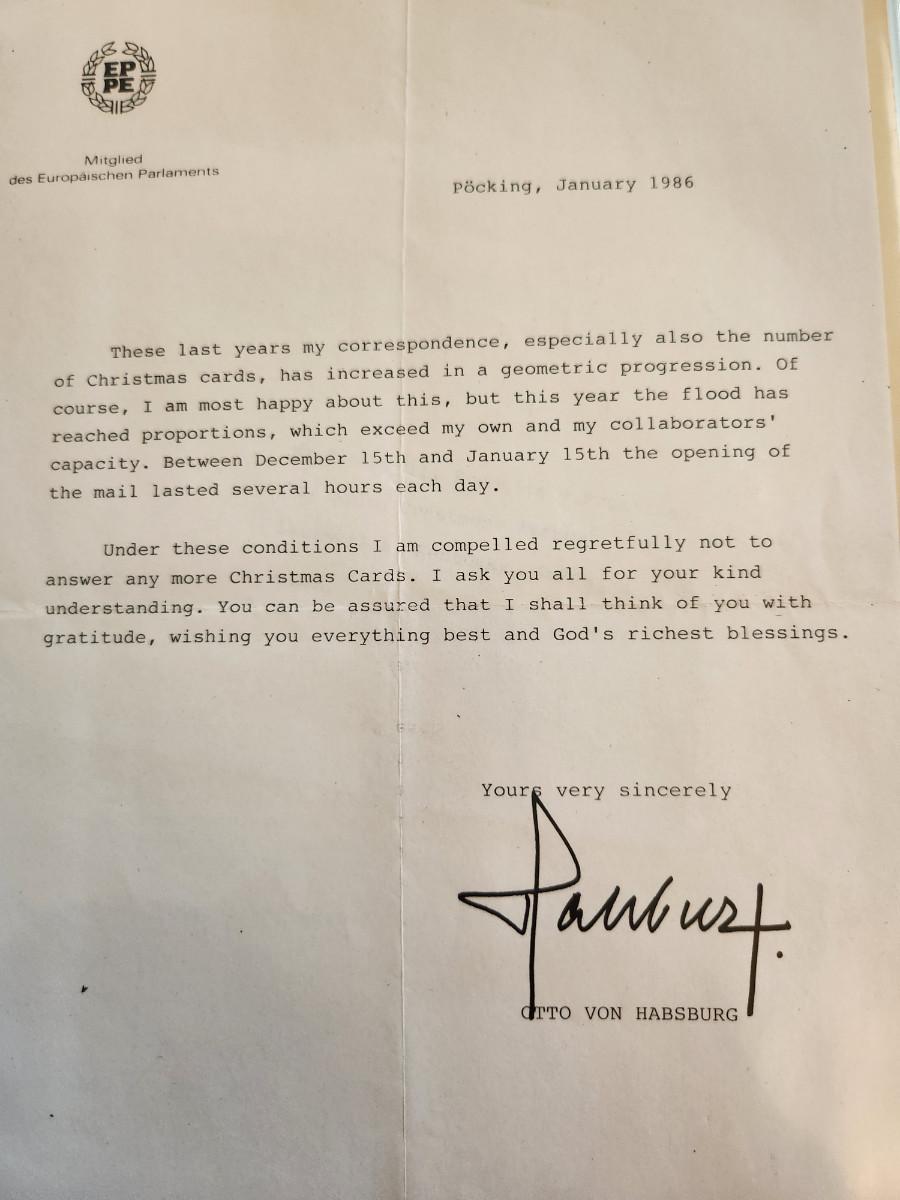 EP
PE
Mitglied
des Europäischen Parlaments
Pöcking, January 1986
These last years my correspondence, especially also the number
of Christmas cards, has increased in a geometric progression. Of
course, I am most happy about this, but this year the flood has
reached proportions, which exceed my own and my collaborators'
capacity. Between December 15th and January 15th the opening of
the mail lasted several hours each day.
Under these conditions I am compelled regretfully not to
answer any more Christmas Cards. I ask you all for your kind
understanding. You can be assured that I shall think of you with
gratitude, wishing you everything best and God's richest blessings.
Yours very sincerely
OTTO VON HABSBURG